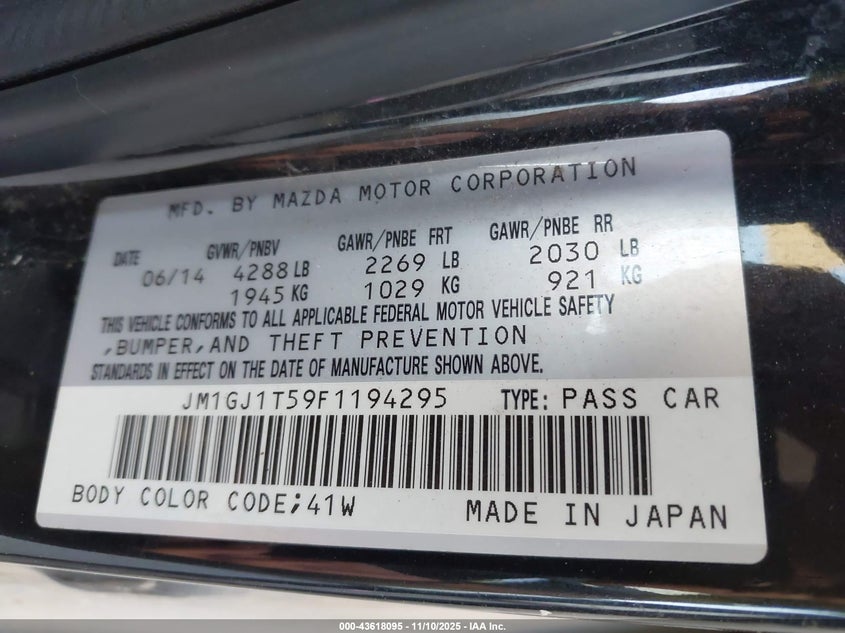 MFD. BY MAZDA MOTOR CORPORATION
DATE GVWR/PNBV GAWR/PNBE FRT GAWR/PNBE RR
06/14 4288 LB 2269 LB 2030 LB
1945 KG 1029 KG 921 KG
THIS VEHICLE CONFORMS TO ALL APPLICABLE FEDERAL MOTOR VEHICLE SAFETY
,BUMPER,AND THEFT PREVENTION
STANDARDS IN EFFECT ON THE DATE OF MANUFACTURE SHOWN ABOVE.
JM1GJ1T59F1194295 TYPE: PASS CAR
BODY COLOR CODE;41W MADE IN JAPAN
000-43618095 - 11/10/2025 - IAA Inc.